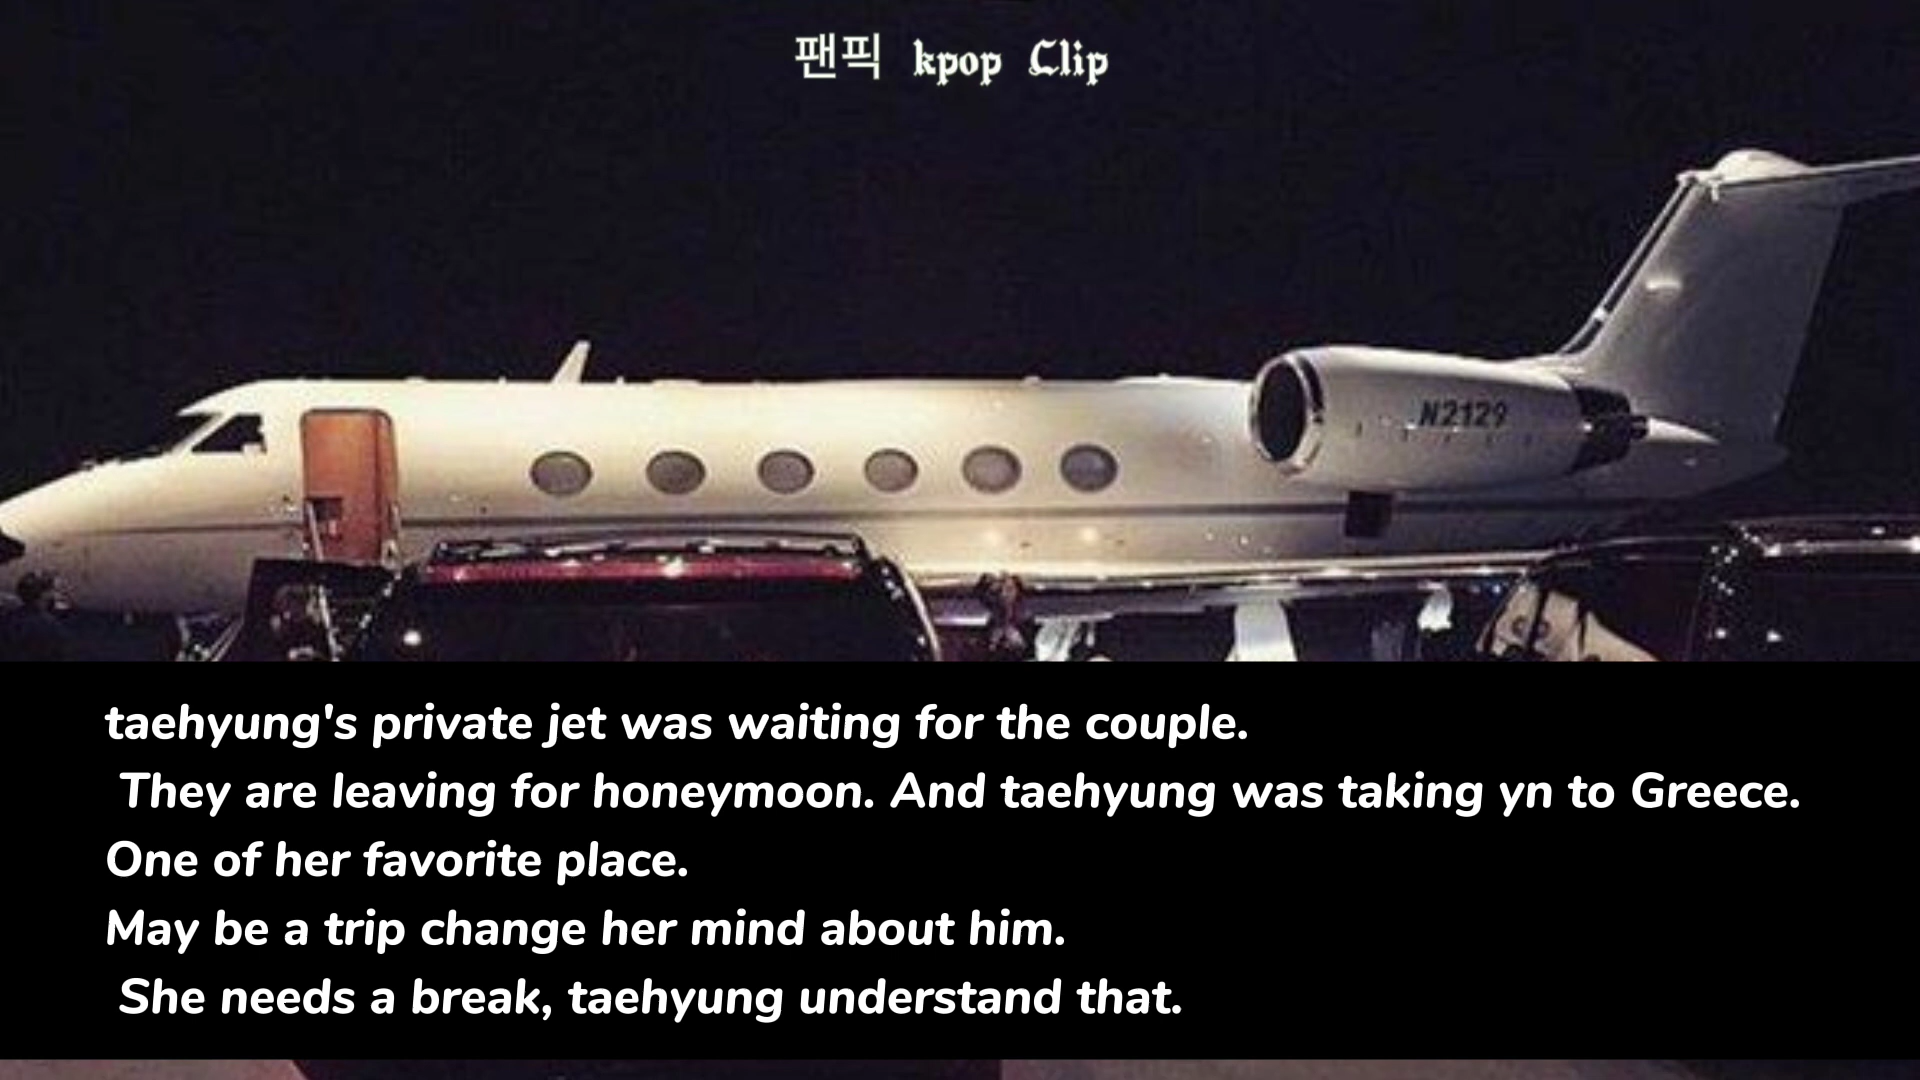 팬픽 kpop Clip
N2129
taehyung's private jet was waiting for the couple.
They are leaving for honeymoon. And taehyung was taking yn to Greece.
One of her favorite place.
May be a trip change her mind about him.
She needs a break, taehyung understand that.